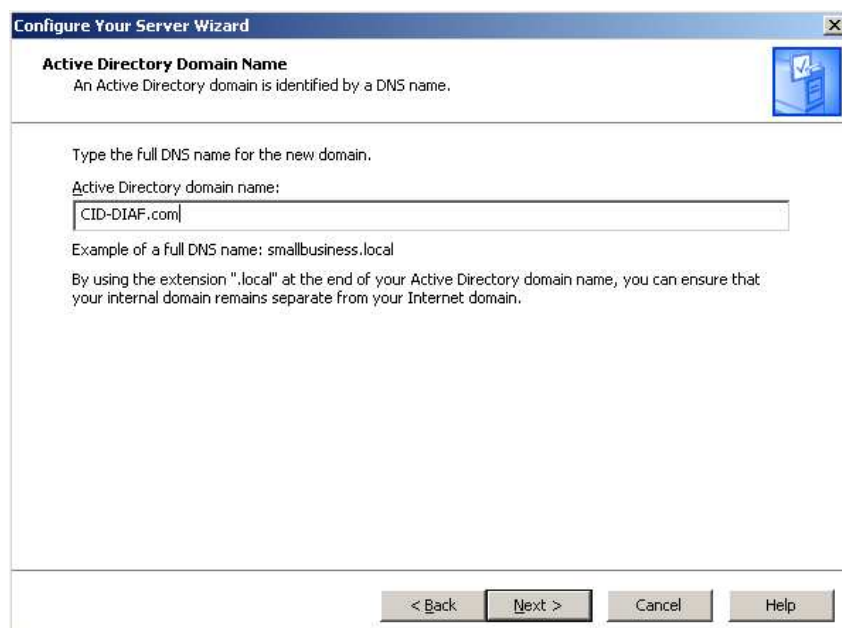 Configure Your Server Wizard
Active Directory Domain Name
An Active Directory domain is identified by a DNS name.
Type the full DNS name for the new domain.
Active Directory domain name:
CID-DIAF.com
Example of a full DNS name: smallbusiness.local
By using the extension ".local" at the end of your Active Directory domain name, you can ensure that
your internal domain remains separate from your Internet domain.
< Back Next > Cancel Help